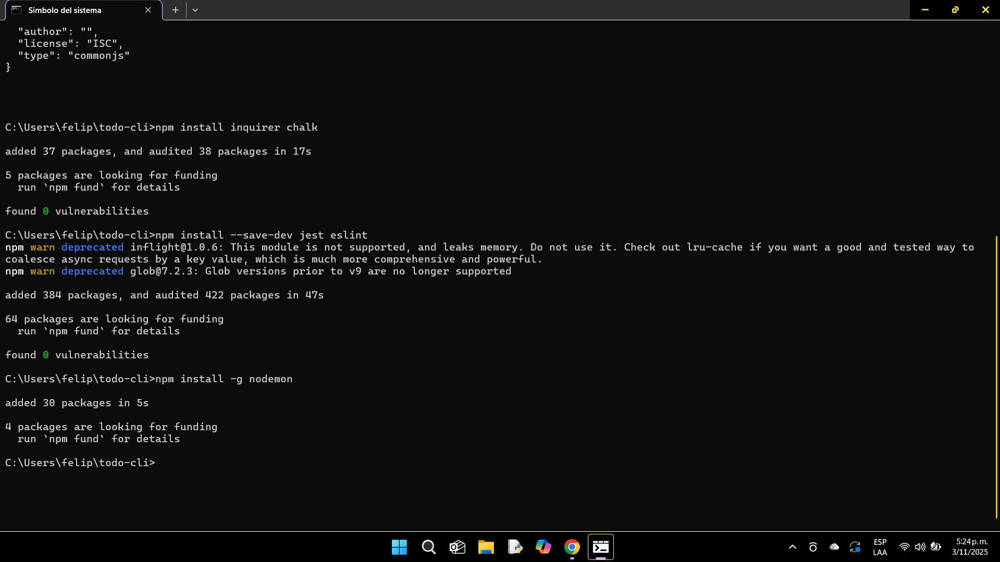 Símbolo del sistema
"author": "",
"license": "ISC",
"type": "commonjs"
}
C:\Users\felip\todo-cli>npm install inquirer chalk
added 37 packages, and audited 38 packages in 17s
5 packages are looking for funding
run `npm fund` for details
found 0 vulnerabilities
C:\Users\felip\todo-cli>npm install --save-dev jest eslint
npm warn deprecated inflight@1.0.6: This module is not supported, and leaks memory. Do not use it. Check out lru-cache if you want a good and tested way to
coalesce async requests by a key value, which is much more comprehensive and powerful.
npm warn deprecated glob@7.2.3: Glob versions prior to v9 are no longer supported
added 384 packages, and audited 422 packages in 47s
64 packages are looking for funding
run `npm fund` for details
found 0 vulnerabilities
C:\Users\felip\todo-cli>npm install -g nodemon
added 30 packages in 5s
4 packages are looking for funding
run `npm fund` for details
C:\Users\felip\todo-cli>
ESP
LAA
5:24 p. m.
3/11/2025